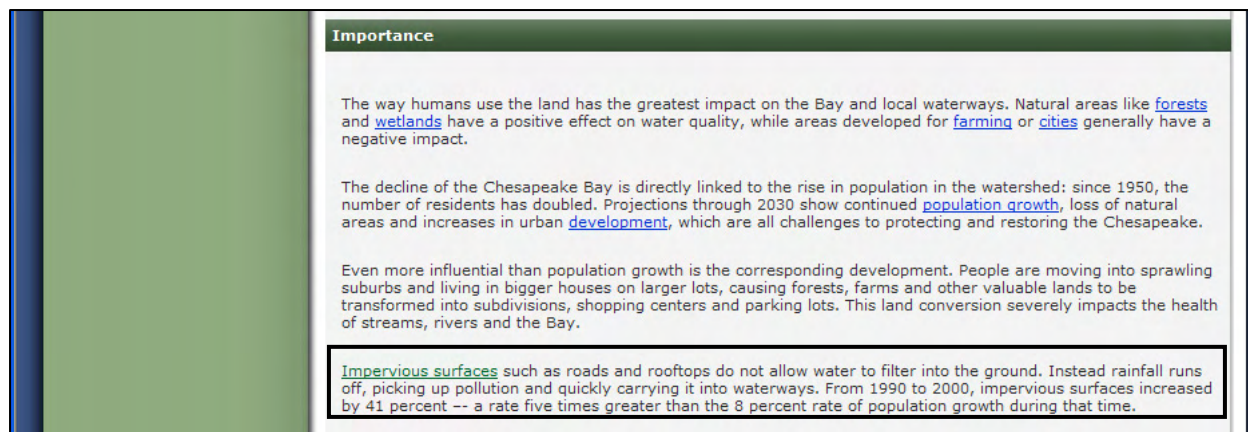 Importance
The way humans use the land has the greatest impact on the Bay and local waterways. Natural areas like forests
and wetlands have a positive effect on water quality, while areas developed for farming or cities generally have a
negative impact.
The decline of the Chesapeake Bay is directly linked to the rise in population in the watershed: since 1950, the
number of residents has doubled. Projections through 2030 show continued population growth, loss of natural
areas and increases in urban development, which are all challenges to protecting and restoring the Chesapeake.
Even more influential than population growth is the corresponding development. People are moving into sprawling
suburbs and living in bigger houses on larger lots, causing forests, farms and other valuable lands to be
transformed into subdivisions, shopping centers and parking lots. This land conversion severely impacts the health
of streams, rivers and the Bay.
Impervious surfaces such as roads and rooftops do not allow water to filter into the ground. Instead rainfall runs
off, picking up pollution and quickly carrying it into waterways. From 1990 to 2000, impervious surfaces increased
by 41 percent -- a rate five times greater than the 8 percent rate of population growth during that time.